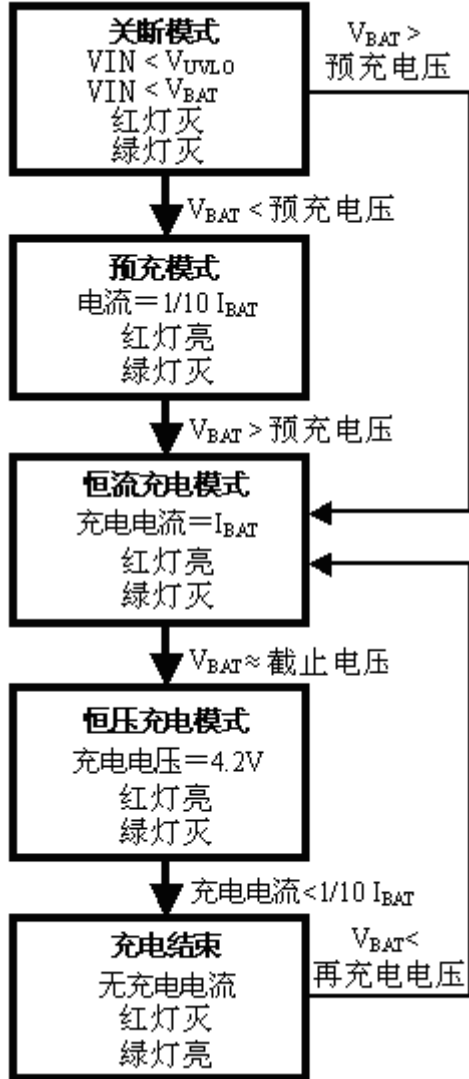 关断模式
VIN < VUVLO
VIN < VBAT
红灯灭
绿灯灭
VBAT >
预充电压
VBAT < 预充电压
预充模式
电流=1/10 IBAT
红灯亮
绿灯灭
VBAT > 预充电压
恒流充电模式
充电电流=IBAT
红灯亮
绿灯灭
VBAT≈ 截止电压
恒压充电模式
充电电压=4.2V
红灯亮
绿灯灭
充电电流<1/10 IBAT
充电结束
无充电电流
红灯灭
绿灯亮
VBAT<
再充电电压